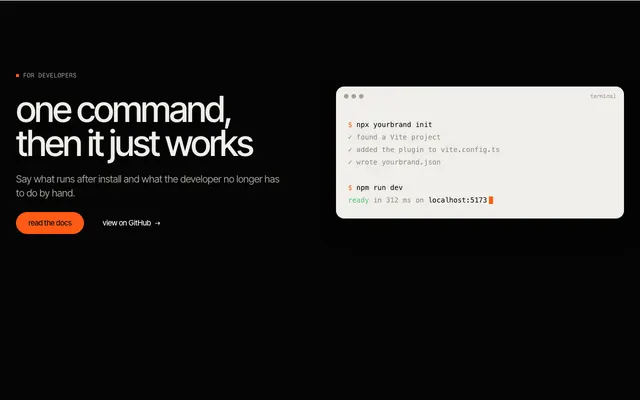 FOR DEVELOPERS
one command,
then it just works
Say what runs after install and what the developer no longer has
to do by hand.
read the docs
view on GitHub →
terminal
$ npx yourbrand init
✓ found a Vite project
✓ added the plugin to vite.config.ts
✓ wrote yourbrand.json
$ npm run dev
ready in 312 ms on localhost:5173